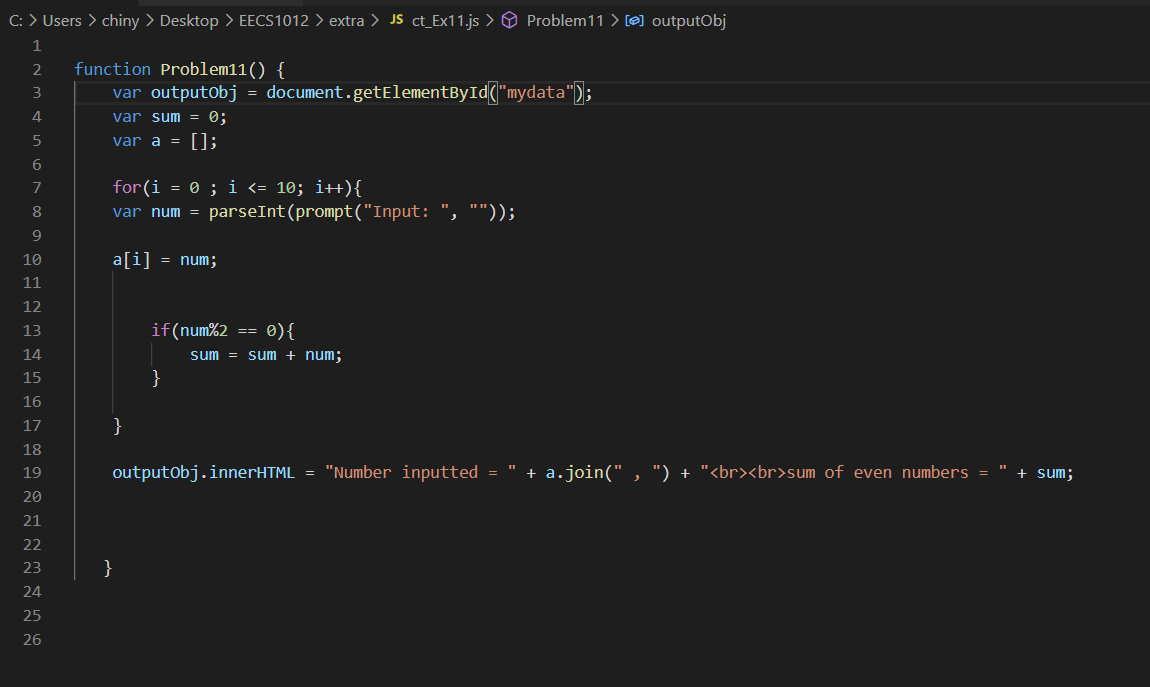 C: > Users > chiny > Desktop > EECS1012 > extra > JS ct_Ex11.js > Problem11 > outputObj
1
2 function Problem11() {
3 var outputObj = document.getElementById("mydata");
4 var sum = 0;
5 var a = [];
6
7 for(i = 0 ; i <= 10; i++){
8 var num = parseInt(prompt("Input: ", ""));
9
10 a[i] = num;
11
12
13 if(num%2 == 0){
14 sum = sum + num;
15 }
16
17 }
18
19 outputObj.innerHTML = "Number inputted = " + a.join(" , ") + "<br><br>sum of even numbers = " + sum;
20
21
22
23 }
24
25
26